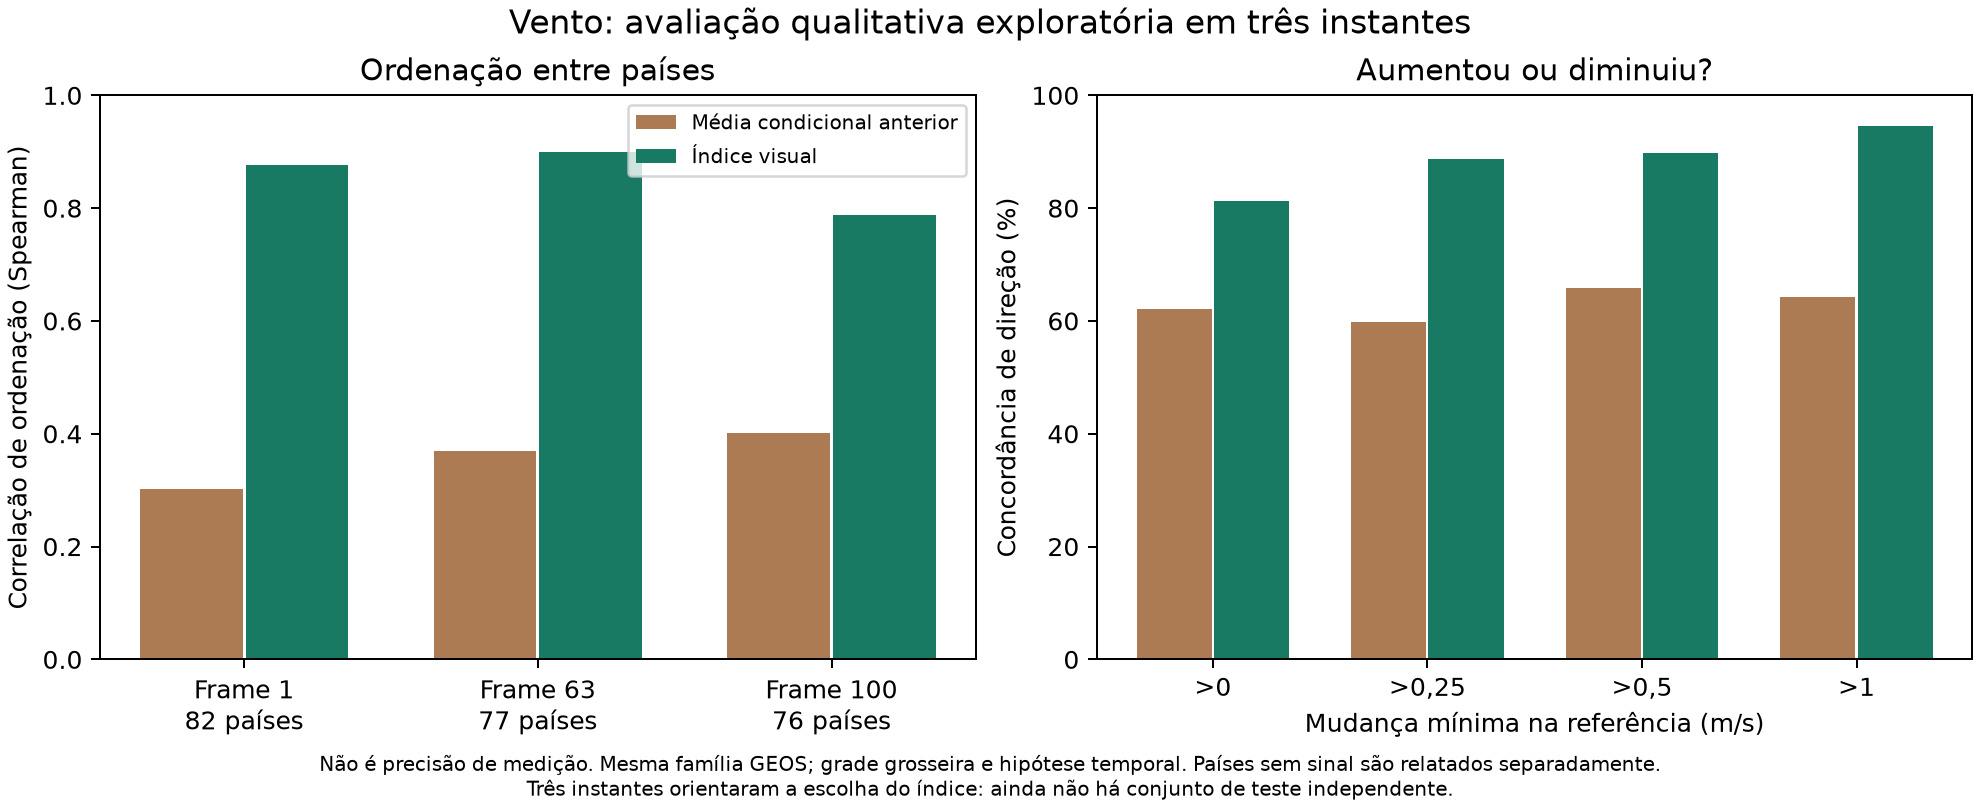 Vento: avaliação qualitativa exploratória em três instantes
Ordenação entre países
Correlação de ordenação (Spearman)
1.0
0.8
0.6
0.4
0.2
0.0
Média condicional anterior
Índice visual
Frame 1
82 países
Frame 63
77 países
Frame 100
76 países
Aumentou ou diminuiu?
Concordância de direção (%)
100
80
60
40
20
0
>0
>0,25
>0,5
>1
Mudança mínima na referência (m/s)
Não é precisão de medição. Mesma família GEOS; grade grosseira e hipótese temporal. Países sem sinal são relatados separadamente.
Três instantes orientaram a escolha do índice: ainda não há conjunto de teste independente.